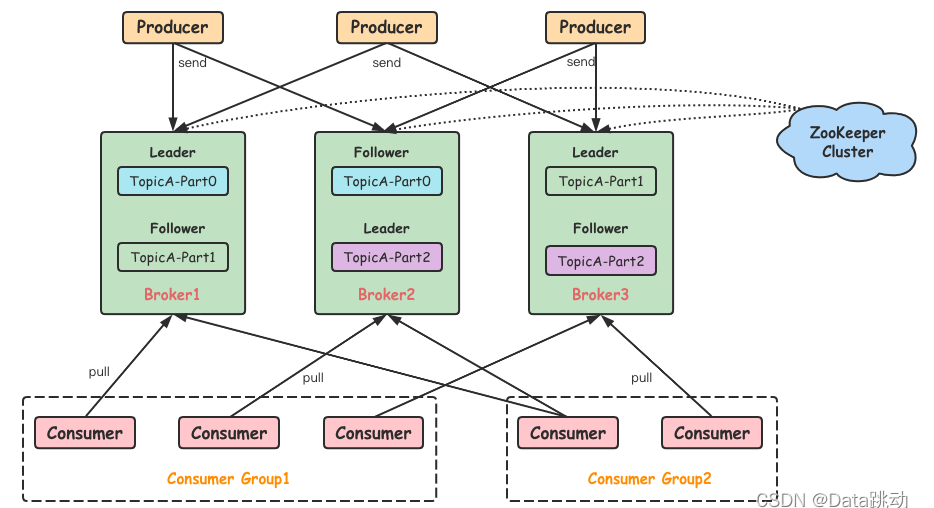 Producer
Producer
Producer
send
send
send
ZooKeeper
Cluster
Leader
TopicA-Part0
Follower
TopicA-Part1
Broker1
Follower
TopicA-Part0
Leader
TopicA-Part2
Broker2
Leader
TopicA-Part1
Follower
TopicA-Part2
Broker3
pull
pull
pull
Consumer
Consumer
Consumer
Consumer Group1
Consumer
Consumer
Consumer Group2
CSDN @Data跳动